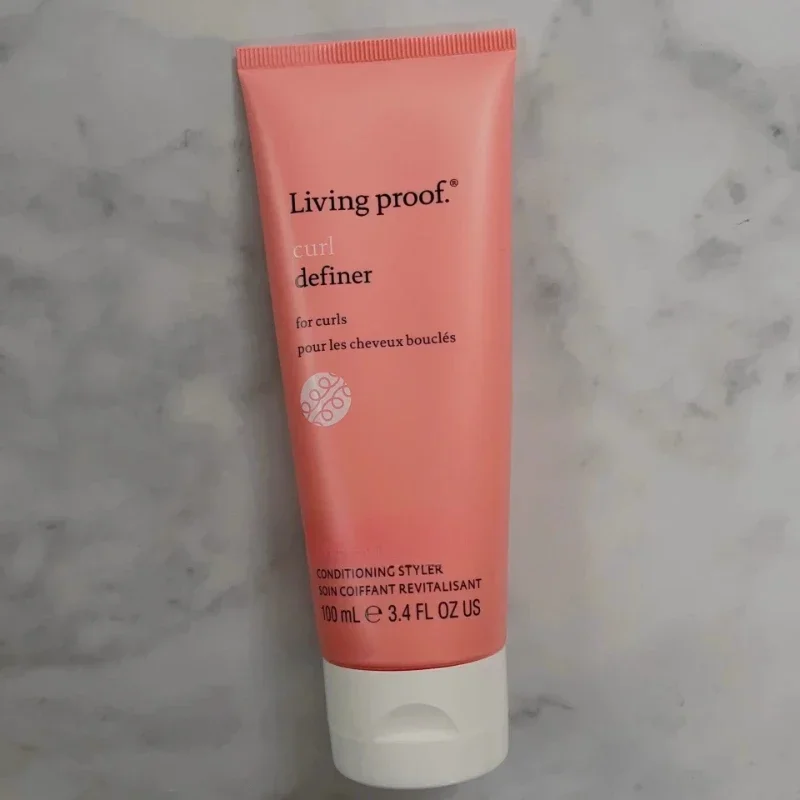 Living proof.®
curl
definer
for curls
pour les cheveux bouclés
CONDITIONING STYLER
SOIN COIFFANT REVITALISANT
100 mL ℮ 3.4 FL OZ US